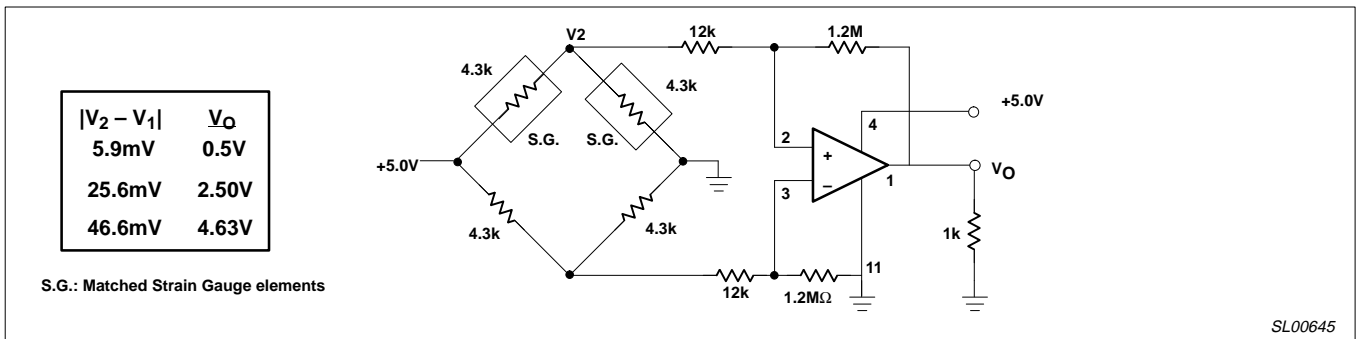 |V2 – V1| VO
5.9mV 0.5V
25.6mV 2.50V
46.6mV 4.63V
S.G.: Matched Strain Gauge elements
V2
12k
1.2M
4.3k
4.3k
S.G.
S.G.
+5.0V
4.3k
4.3k
12k
1.2MΩ
2
+
3
–
4
+5.0V
1
VO
11
1k
SL00645